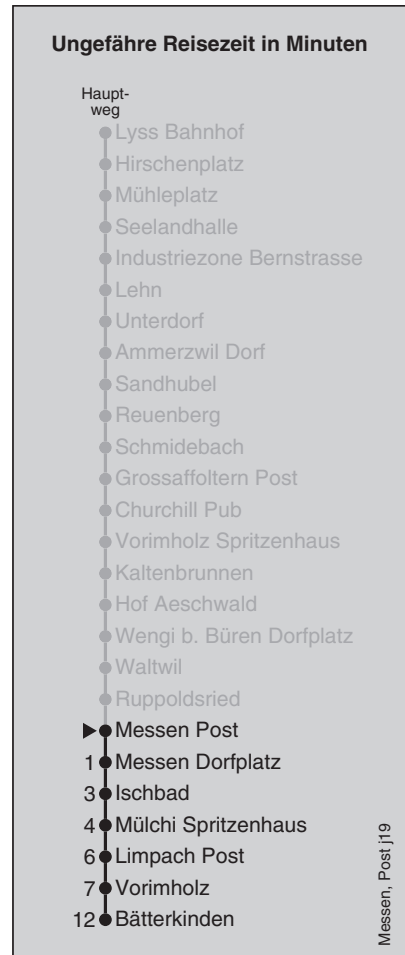 Ungefähre Reisezeit in Minuten
Haupt-
weg
Lyss Bahnhof
Hirschenplatz
Mühleplatz
Seelandhalle
Industriezone Bernstrasse
Lehn
Unterdorf
Ammerzwil Dorf
Sandhubel
Reuenberg
Schmidebach
Grossaffoltern Post
Churchill Pub
Vorimholz Spritzenhaus
Kaltenbrunnen
Hof Aeschwald
Wengi b. Büren Dorfplatz
Waltwil
Ruppoldsried
Messen Post
1 Messen Dorfplatz
3 Ischbad
4 Mülchi Spritzenhaus
6 Limpach Post
7 Vorimholz
12 Bätterkinden
Messen, Post j19